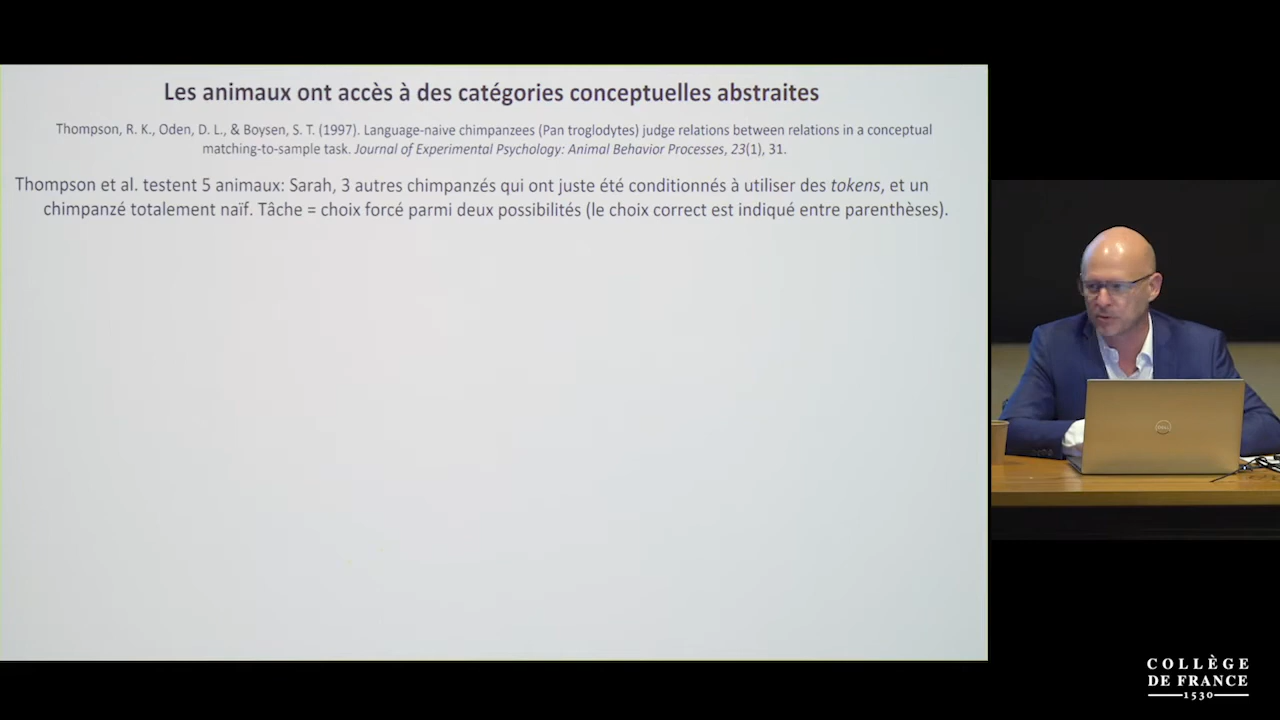 Les animaux ont accès à des catégories conceptuelles abstraites
Thompson, R. K., Oden, D. L., & Boysen, S. T. (1997). Language-naive chimpanzees (Pan troglodytes) judge relations between relations in a conceptual
matching-to-sample task. Journal of Experimental Psychology: Animal Behavior Processes, 23(1), 31.
Thompson et al. testent 5 animaux: Sarah, 3 autres chimpanzés qui ont juste été conditionnés à utiliser des tokens, et un
chimpanzé totalement naïf. Tâche = choix forcé parmi deux possibilités (le choix correct est indiqué entre parenthèses).
DELL
COLLÈGE
DE FRANCE
1530